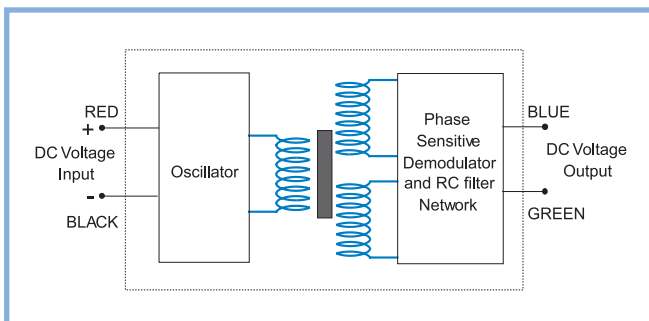 RED
+
DC Voltage
Input
-
BLACK
Oscillator
Phase
Sensitive
Demodulator
and RC filter
Network
BLUE
DC Voltage
Output
GREEN